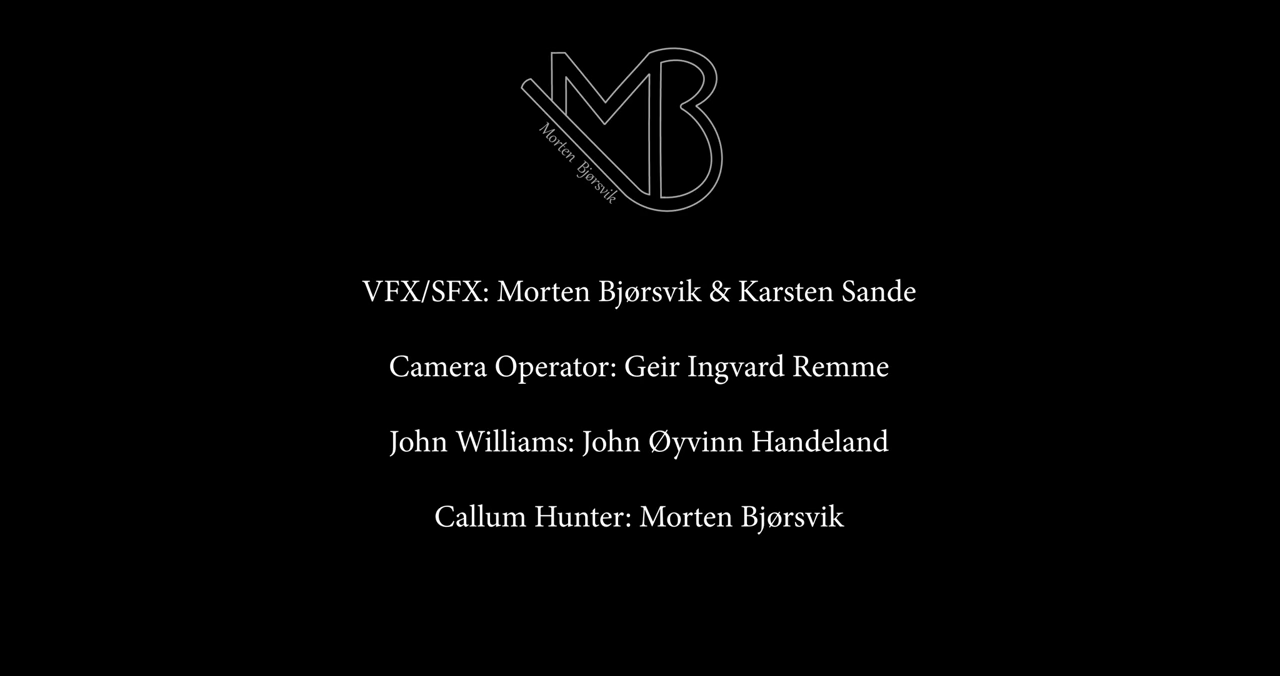 MB
Morten Bjørsvik
VFX/SFX: Morten Bjørsvik & Karsten Sande
Camera Operator: Geir Ingvard Remme
John Williams: John Øyvinn Handeland
Callum Hunter: Morten Bjørsvik